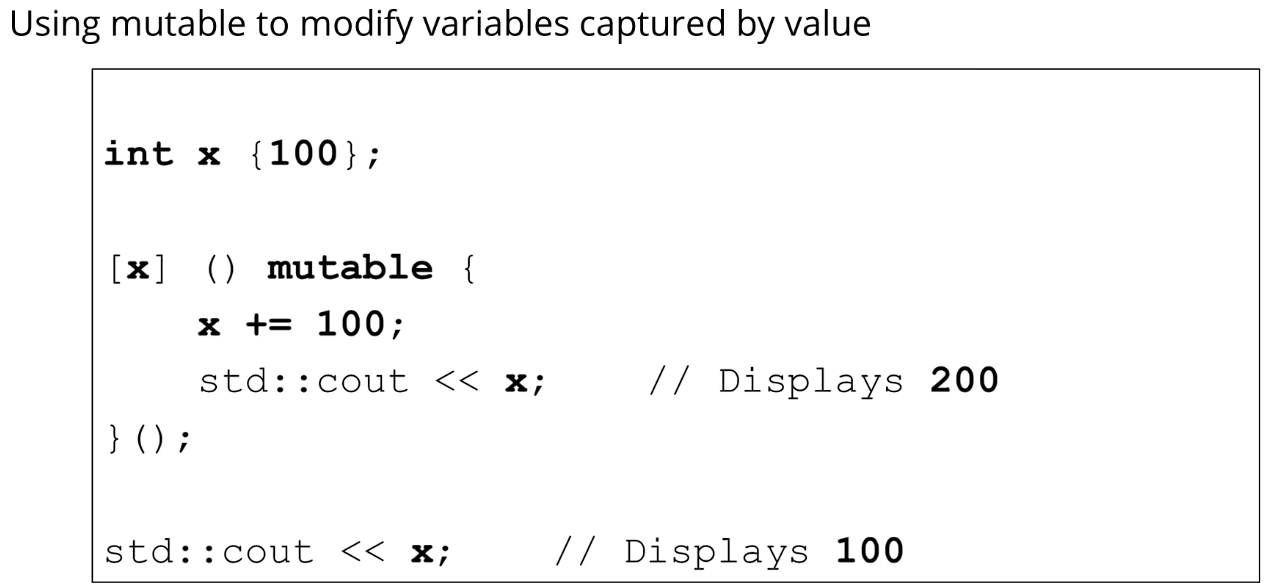 Using mutable to modify variables captured by value
int x {100};
[x] () mutable {
x += 100;
std::cout << x; // Displays 200
}();
std::cout << x; // Displays 100